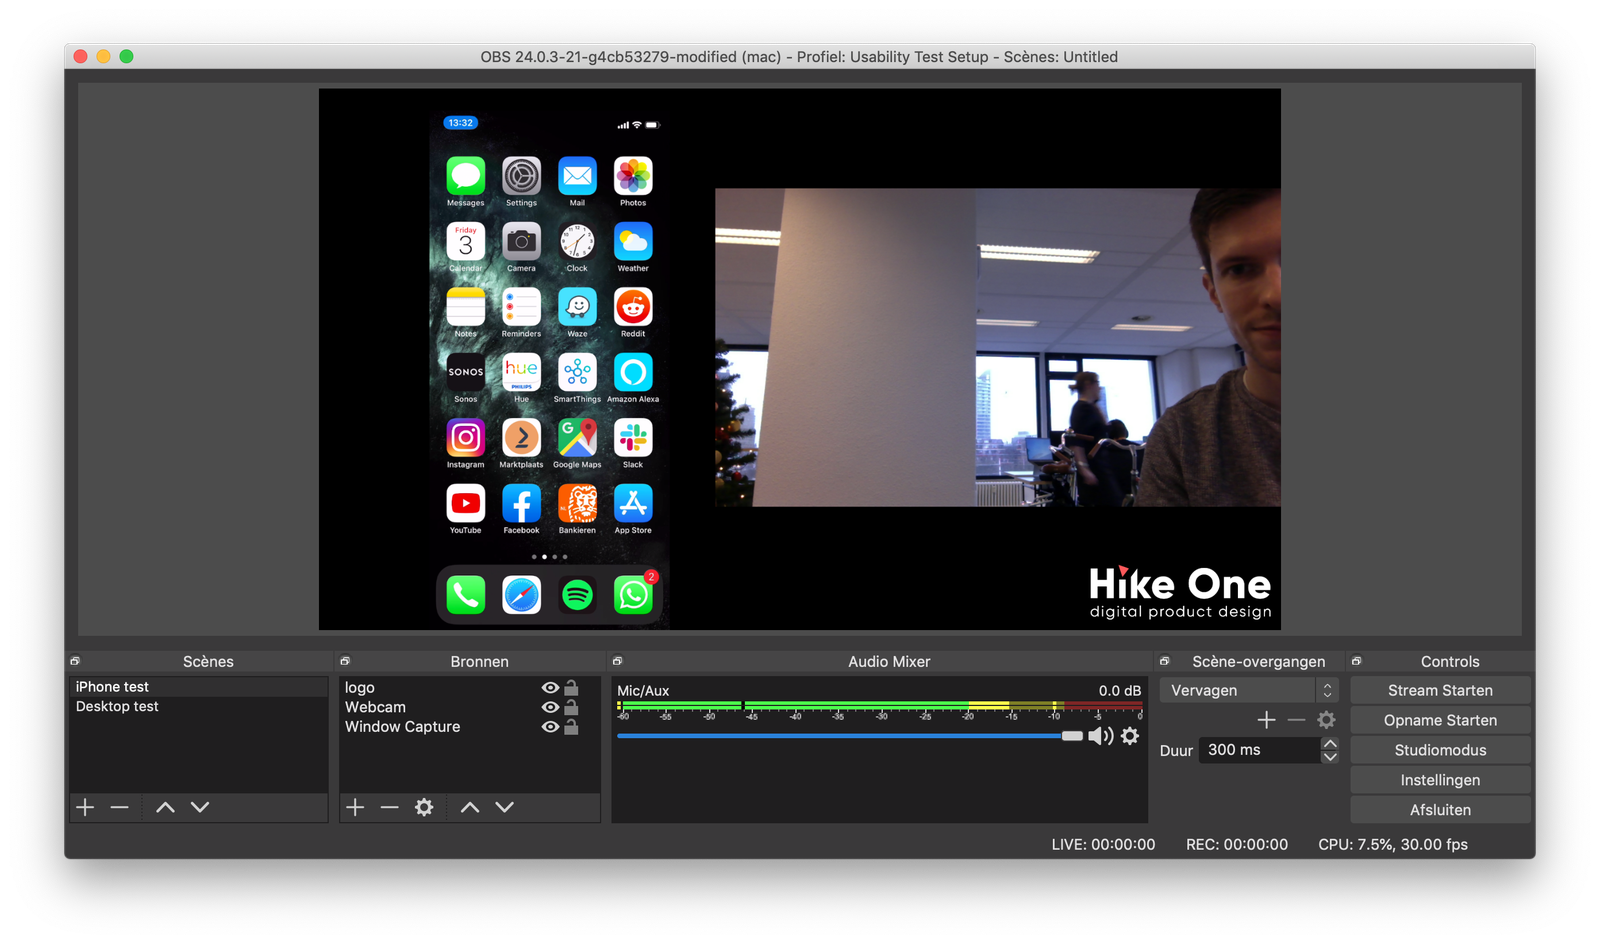 OBS 24.0.3-21-g4cb53279-modified (mac) - Profiel: Usability Test Setup - Scènes: Untitled
13:32
Messages Settings Mail Photos
Friday
3
Calendar Camera Clock Weather
Notes Reminders Waze Reddit
SONOS hue
PHILIPS
Sonos Hue SmartThings Amazon Alexa
G
Instagram Marktplaats Google Maps Slack
YouTube Facebook Bankieren App Store
2
Hike One
digital product design
Scènes
iPhone test
Desktop test
Bronnen
logo
Webcam
Window Capture
Audio Mixer
Mic/Aux 0.0 dB
-60 -55 -50 -45 -40 -35 -30 -25 -20 -15 -10 -5 0
Scène-overgangen
Vervagen
Duur 300 ms
Controls
Stream Starten
Opname Starten
Studiomodus
Instellingen
Afsluiten
LIVE: 00:00:00 REC: 00:00:00 CPU: 7.5%, 30.00 fps